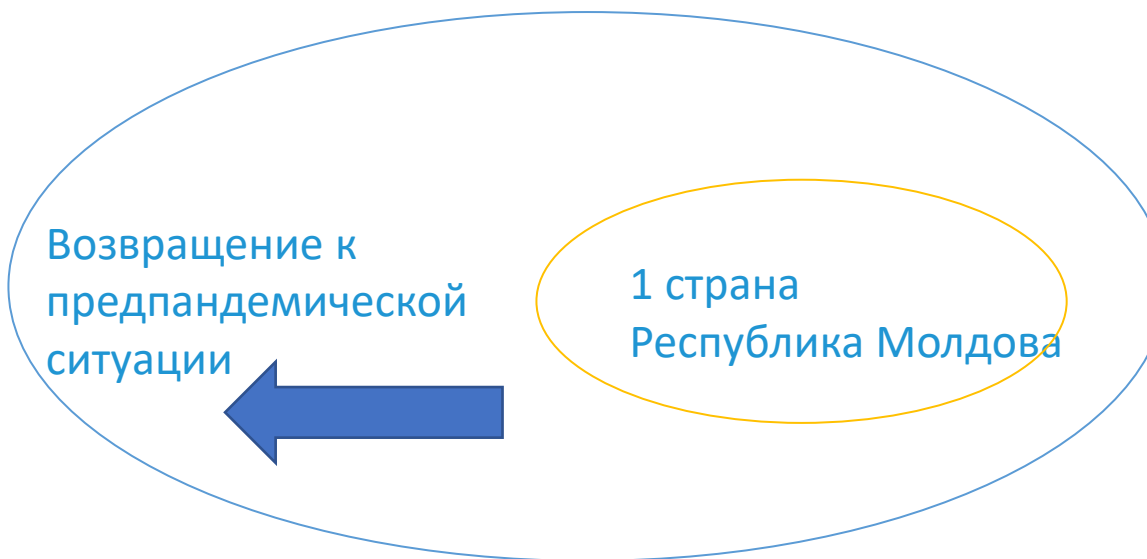 Возвращение к
предпандемической
ситуации
1 страна
Республика Молдова